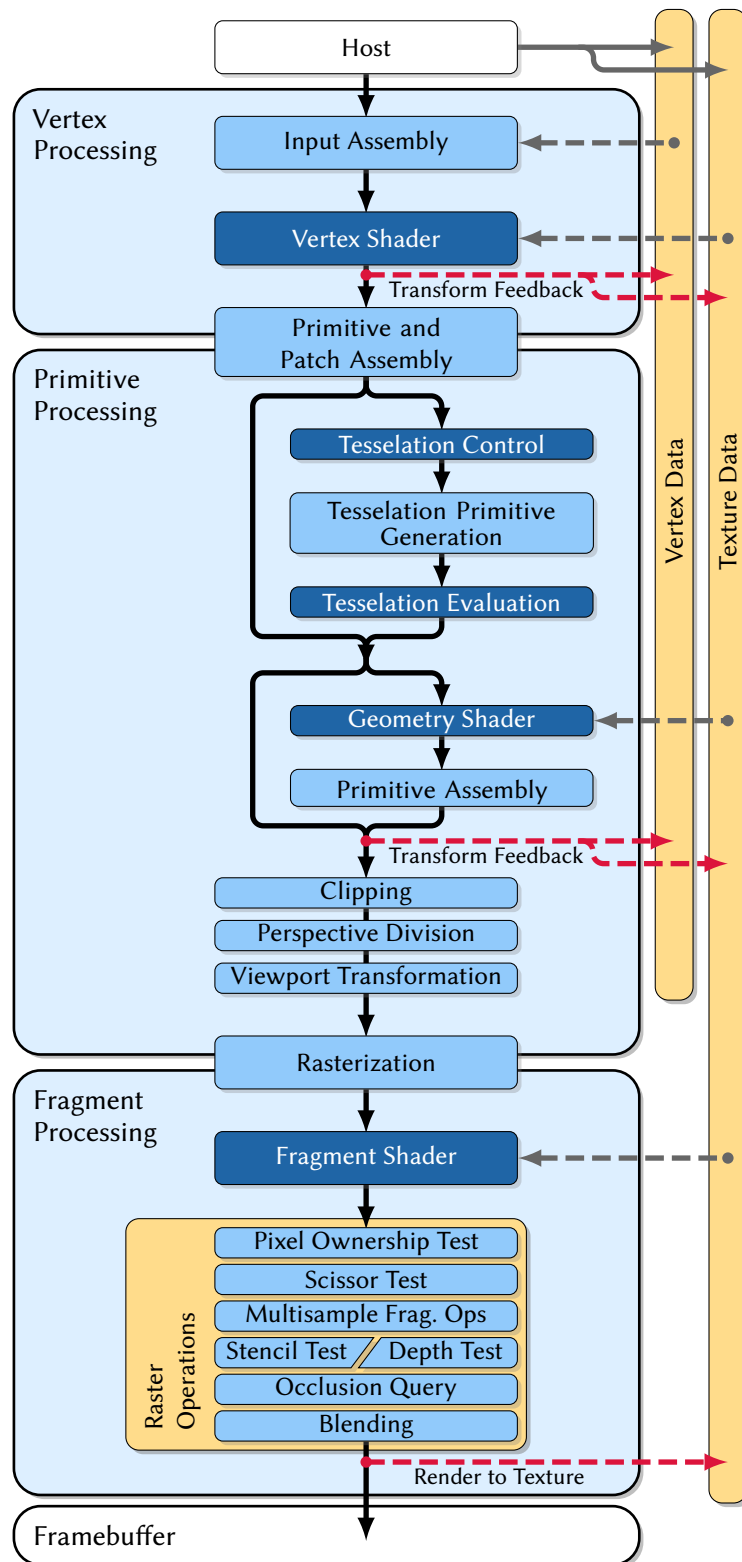 Host
Vertex
Processing
Input Assembly
Vertex Shader
Transform Feedback
Primitive and
Patch Assembly
Primitive
Processing
Tesselation Control
Tesselation Primitive
Generation
Tesselation Evaluation
Geometry Shader
Primitive Assembly
Transform Feedback
Clipping
Perspective Division
Viewport Transformation
Vertex Data
Texture Data
Rasterization
Fragment
Processing
Fragment Shader
Raster
Operations
Pixel Ownership Test
Scissor Test
Multisample Frag. Ops
Stencil Test
Depth Test
Occlusion Query
Blending
Render to Texture
Framebuffer